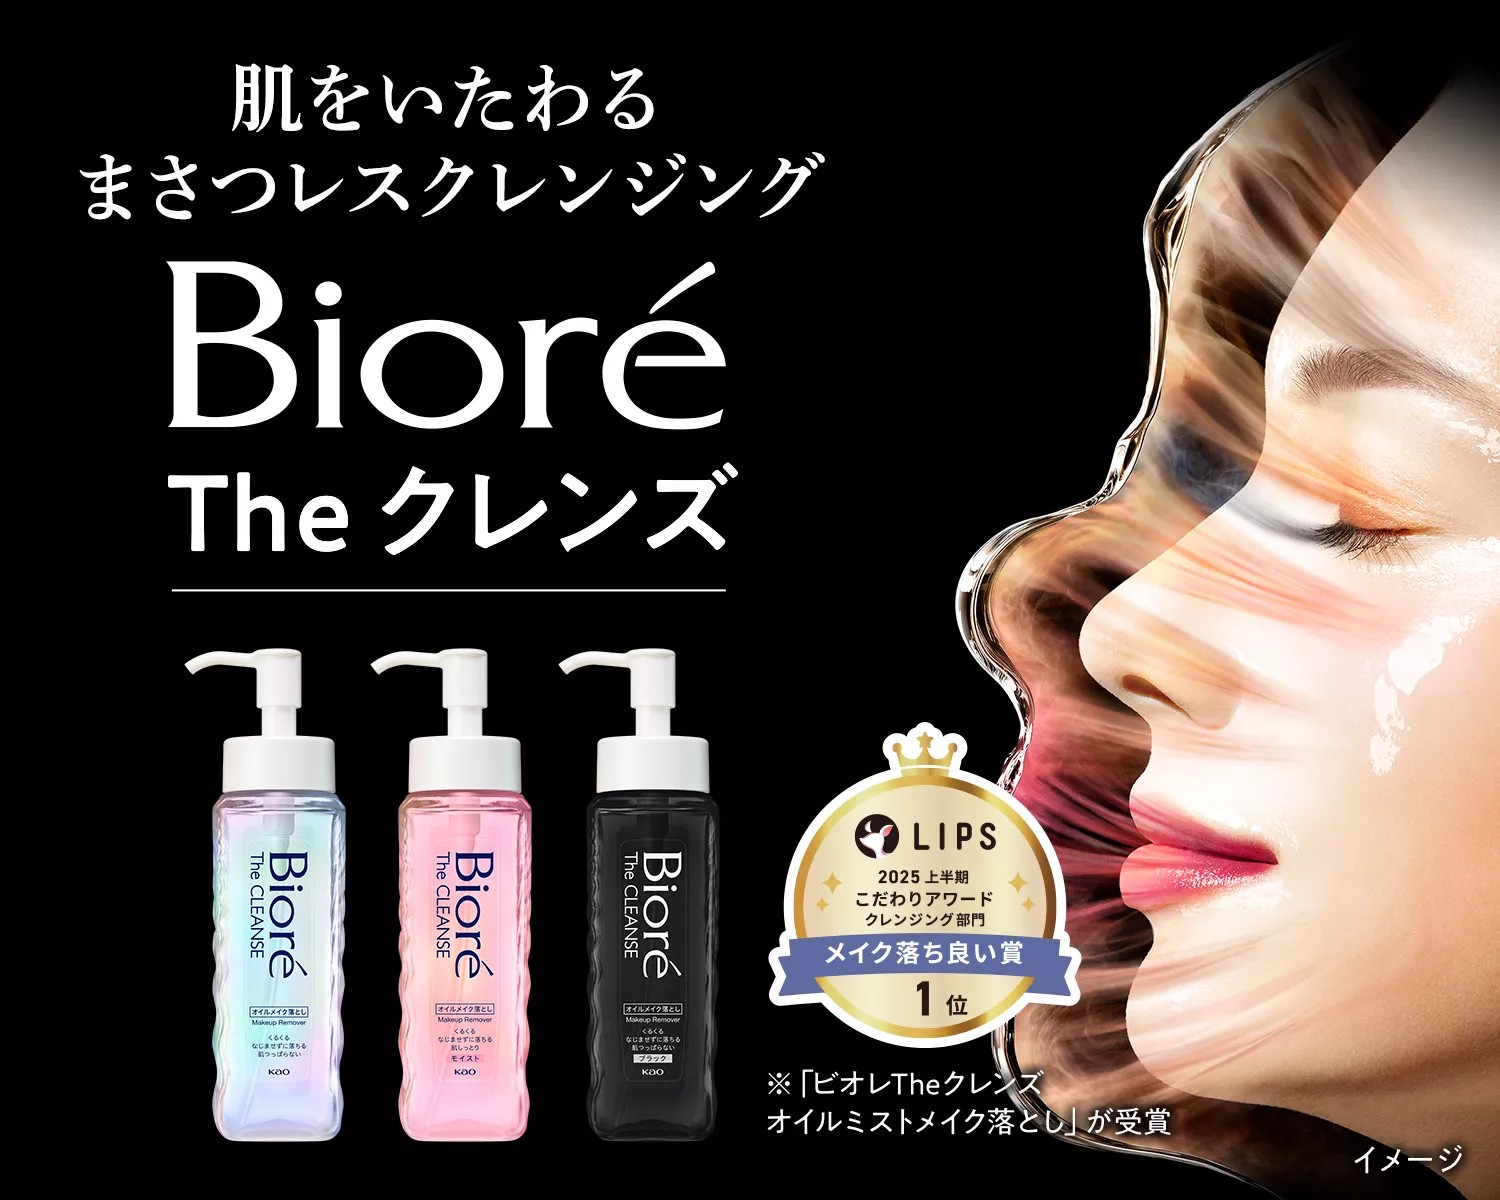 肌をいたわる
まさつレスクレンジング
Bioré
The クレンズ
Bioré
The CLEANSE
オイルメイク落とし
Makeup Remover
くるくる
なじませずに落ちる
肌つっぱらない
Kao
Bioré
The CLEANSE
オイルメイク落とし
Makeup Remover
くるくる
なじませずに落ちる
肌しっとり
モイスト
Kao
Bioré
The CLEANSE
オイルメイク落とし
Makeup Remover
くるくる
なじませずに落ちる
肌つっぱらない
ブラック
Kao
LIPS
2025 上半期
こだわりアワード
クレンジング部門
メイク落ち良い賞
1 位
※「ビオレTheクレンズ
オイルミストメイク落とし」が受賞
イメージ